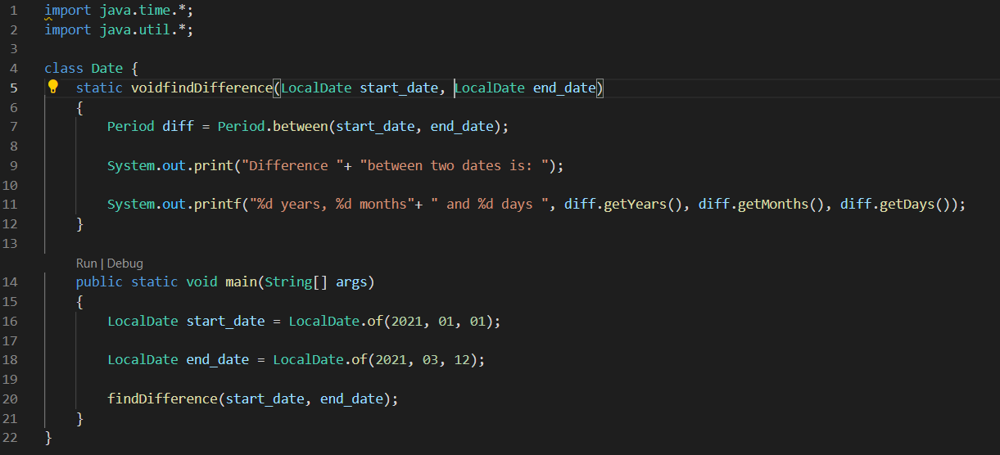 1 import java.time.*;
2 import java.util.*;
3
4 class Date {
5 static voidfindDifference(LocalDate start_date, LocalDate end_date)
6 {
7 Period diff = Period.between(start_date, end_date);
8
9 System.out.print("Difference "+ "between two dates is: ");
10
11 System.out.printf("%d years, %d months"+ " and %d days ", diff.getYears(), diff.getMonths(), diff.getDays());
12 }
13
Run | Debug
14 public static void main(String[] args)
15 {
16 LocalDate start_date = LocalDate.of(2021, 01, 01);
17
18 LocalDate end_date = LocalDate.of(2021, 03, 12);
19
20 findDifference(start_date, end_date);
21 }
22 }